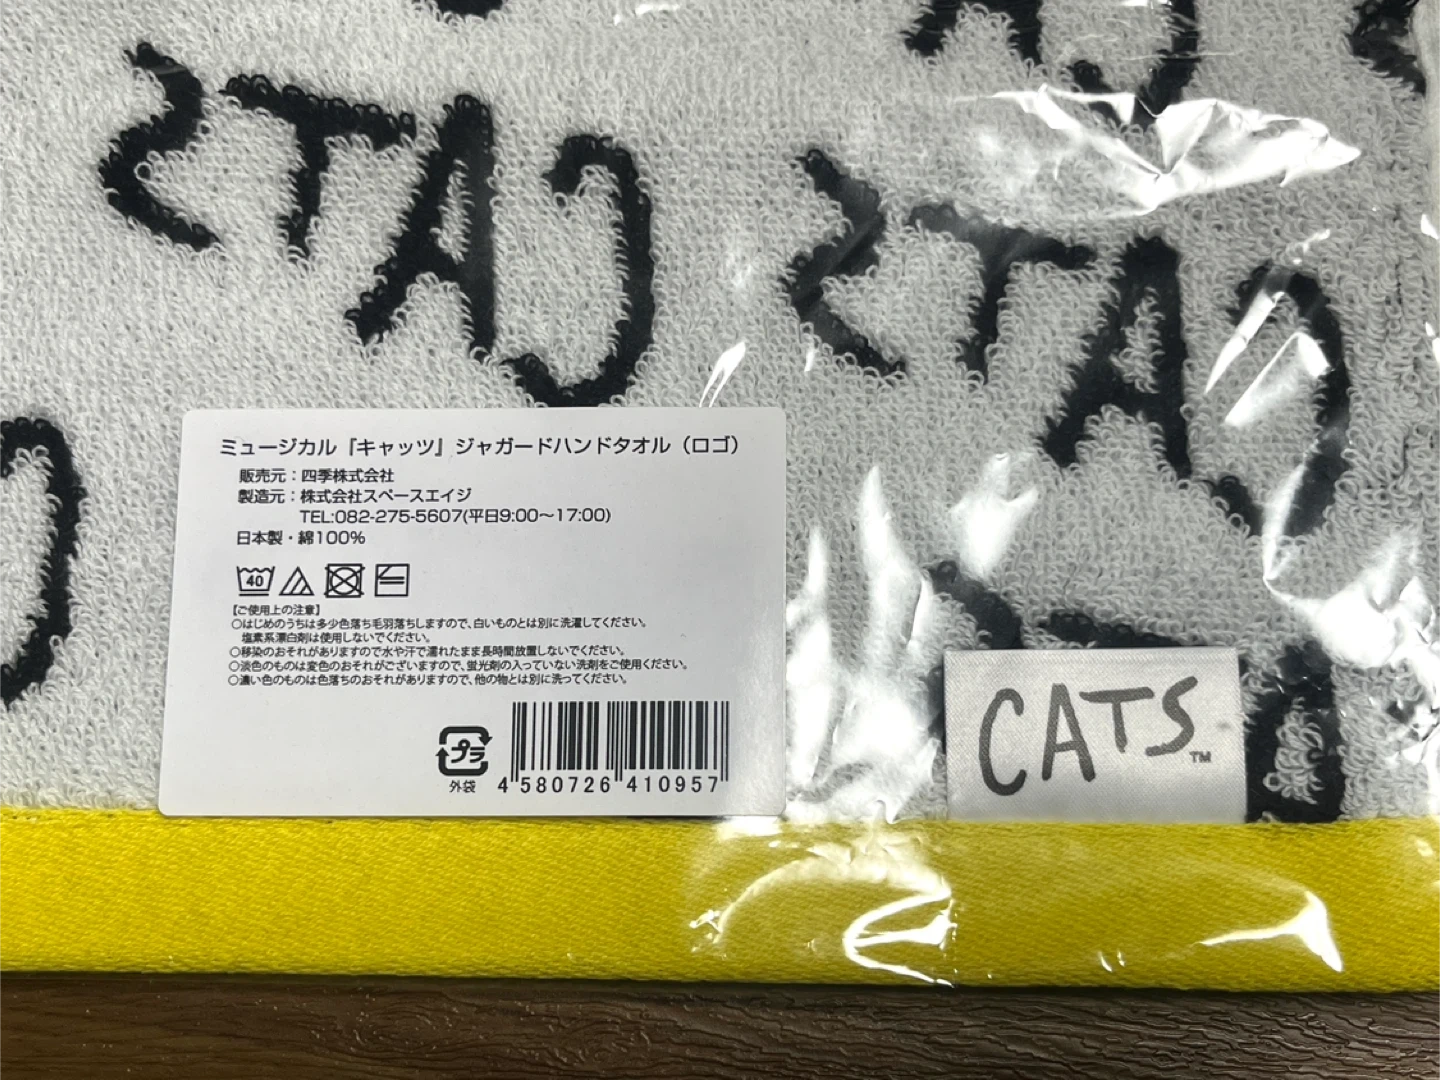 CATS
CATS
ミュージカル『キャッツ』ジャガードハンドタオル（ロゴ）
販売元：四季株式会社
製造元：株式会社スペースエイジ
TEL:082-275-5607(平日9:00～17:00)
日本製・綿100%
40
【ご使用上の注意】
○はじめのうちは多少色落ち毛羽落ちしますので、白いものとは別に洗濯してください。
塩素系漂白剤は使用しないでください。
○移染のおそれがありますので水や汗で濡れたまま長時間放置しないでください。
○淡色のものは変色のおそれがございますので、蛍光剤の入っていない洗剤をご使用ください。
○濃い色のものは色落ちのおそれがありますので、他の物とは別に洗ってください。
プラ
外袋
4 580726 410957
CATS™